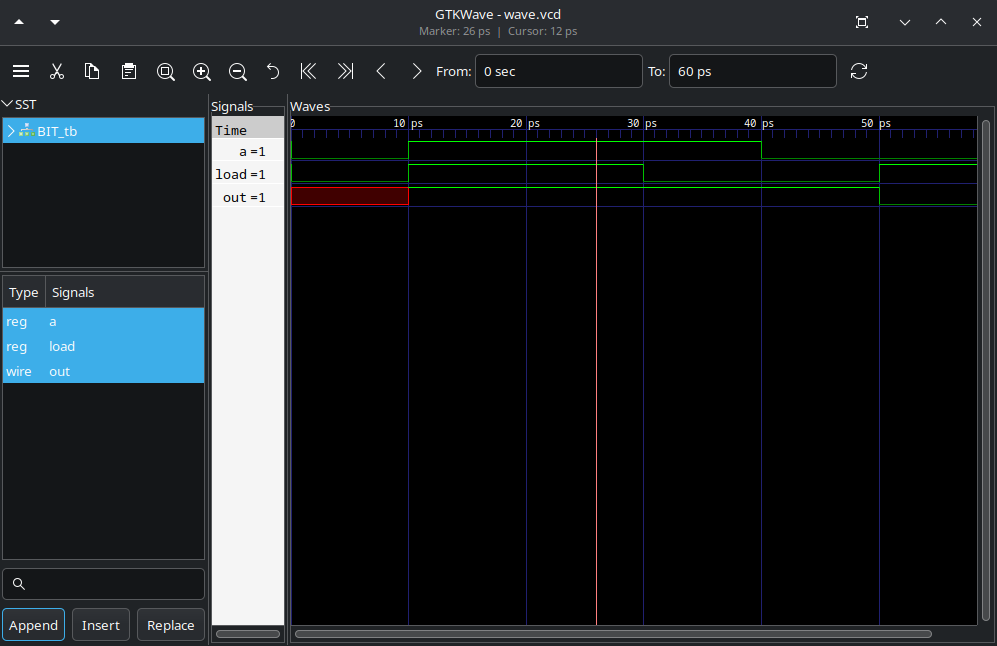 GTKWave - wave.vcd
Marker: 26 ps | Cursor: 12 ps
From: 0 sec To: 60 ps
SST
BIT_tb
Type Signals
reg a
reg load
wire out
Append Insert Replace
Signals
Time
a =1
load =1
out =1
Waves
0 10 ps 20 ps 30 ps 40 ps 50 ps